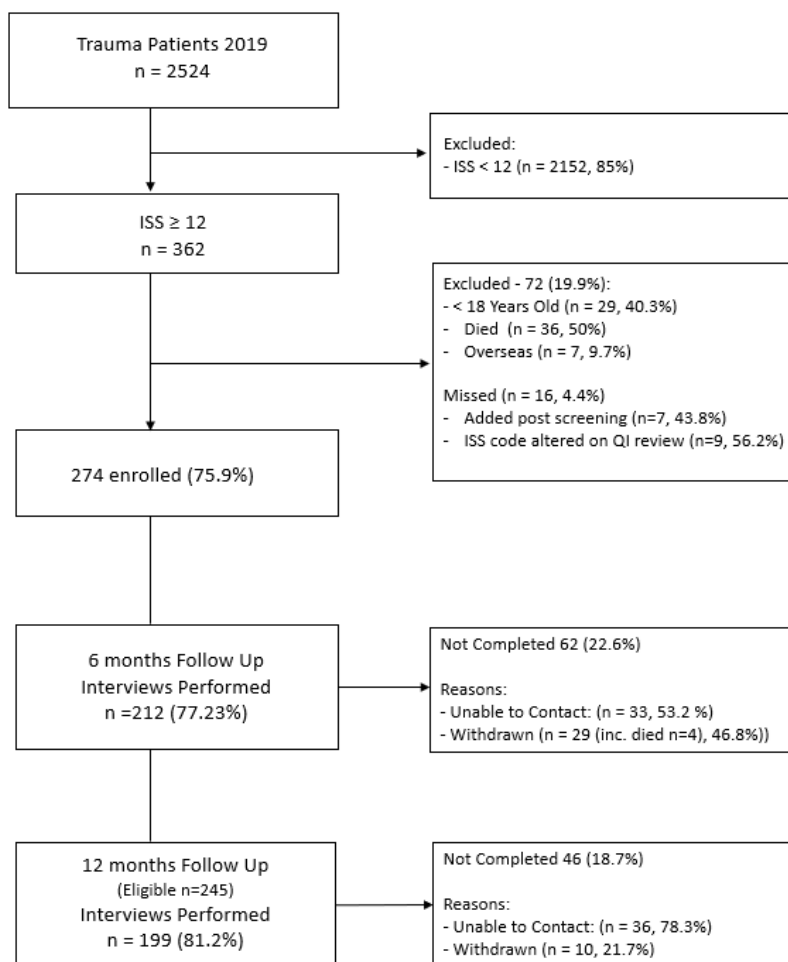 Trauma Patients 2019
n = 2524
Excluded:
- ISS < 12 (n = 2152, 85%)
ISS ≥ 12
n = 362
Excluded - 72 (19.9%):
- < 18 Years Old (n = 29, 40.3%)
- Died (n = 36, 50%)
- Overseas (n = 7, 9.7%)
Missed (n = 16, 4.4%)
- Added post screening (n=7, 43.8%)
- ISS code altered on QI review (n=9, 56.2%)
274 enrolled (75.9%)
6 months Follow Up
Interviews Performed
n =212 (77.23%)
Not Completed 62 (22.6%)
Reasons:
- Unable to Contact: (n = 33, 53.2 %)
- Withdrawn (n = 29 (inc. died n=4), 46.8%))
12 months Follow Up
(Eligible n=245)
Interviews Performed
n = 199 (81.2%)
Not Completed 46 (18.7%)
Reasons:
- Unable to Contact: (n = 36, 78.3%)
- Withdrawn (n = 10, 21.7%)